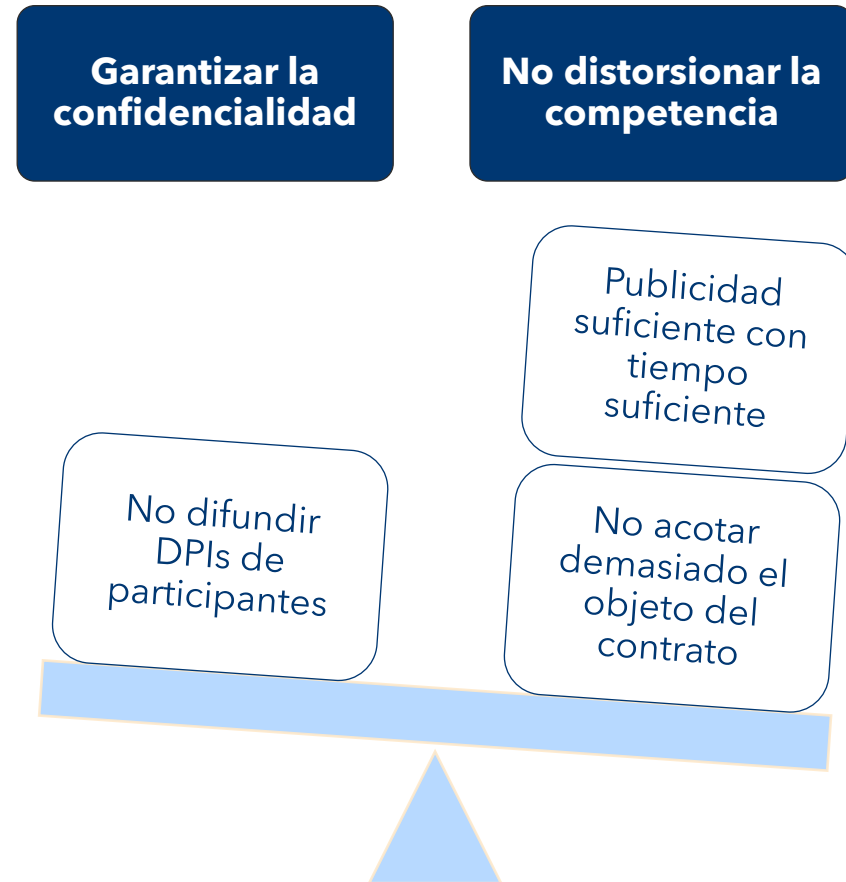 Garantizar la
confidencialidad
No distorsionar la
competencia
Publicidad
suficiente con
tiempo
suficiente
No difundir
DPIs de
participantes
No acotar
demasiado el
objeto del
contrato